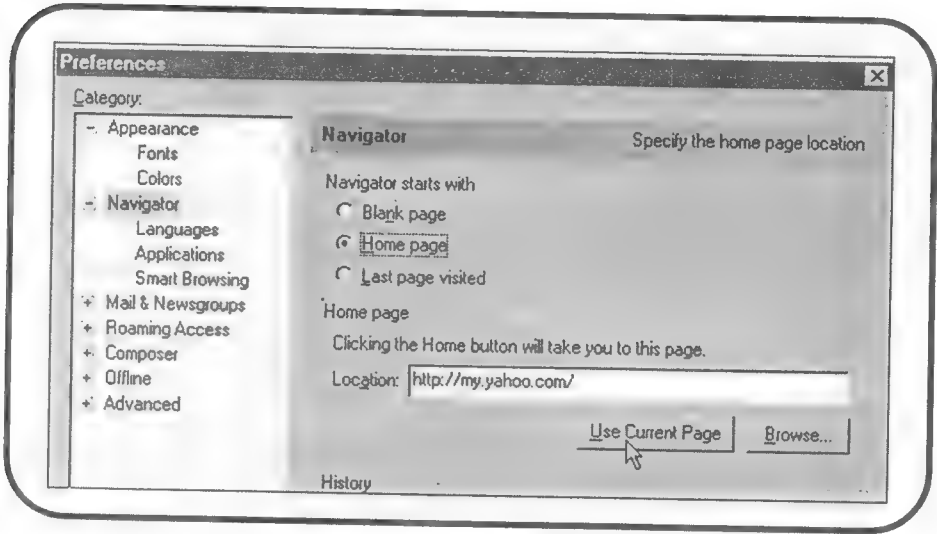 Preferences
Category:
Appearance
Fonts
Colors
Navigator
Languages
Applications
Smart Browsing
Mail & Newsgroups
Roaming Access
Composer
Offline
Advanced
Navigator
Specify the home page location
Navigator starts with
Blank page
Home page
Last page visited
Home page
Clicking the Home button will take you to this page.
Location: http://my.yahoo.com/
Use Current Page
Browse...
History